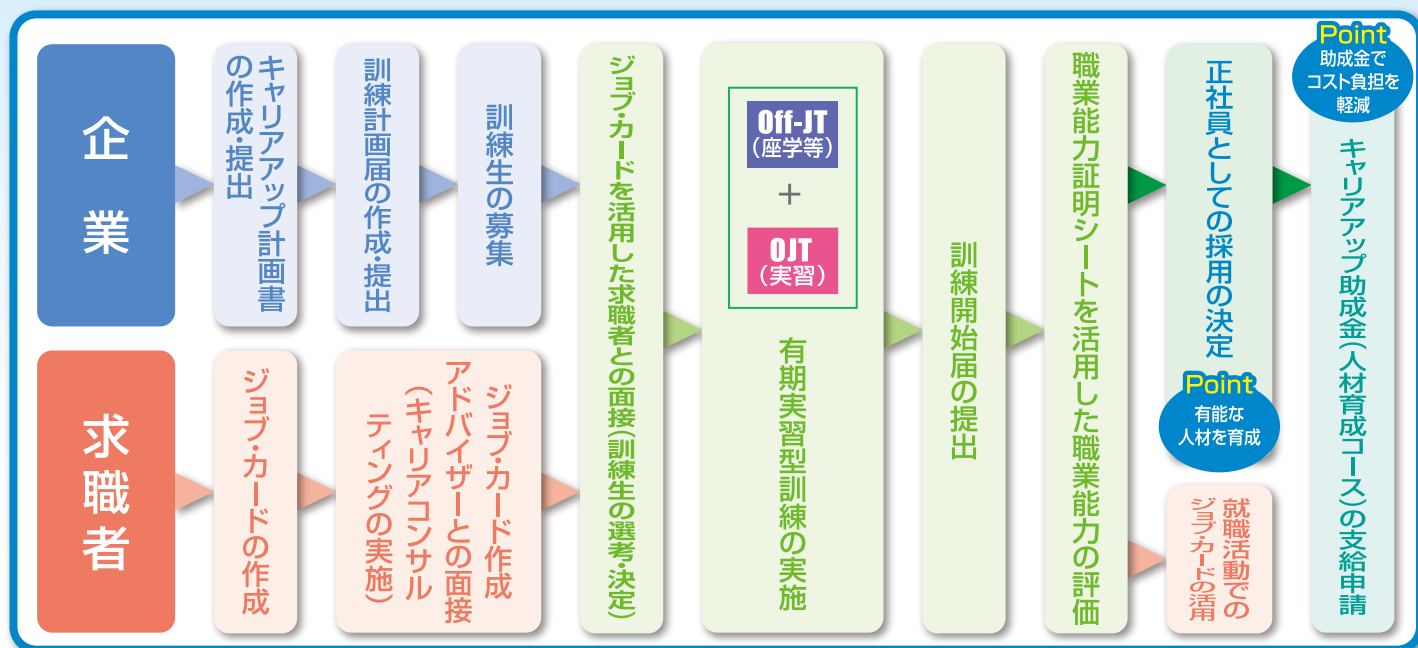 企業
キャリアアップ計画書
の作成・提出
訓練計画届の作成・提出
訓練生の募集
求職者
ジョブ・カードの作成
ジョブ・カード作成
アドバイザーとの面接
(キャリアコンサル
ティングの実施)
ジョブ・カードを活用した求職者との面接(訓練生の選考・決定)
Off-JT
(座学等)
+
OJT
(実習)
有期実習型訓練の実施
訓練開始届の提出
職業能力証明シートを活用した職業能力の評価
正社員としての採用の決定
Point
有能な
人材を育成
就職活動での
ジョブ・カードの活用
Point
助成金で
コスト負担を
軽減
キャリアアップ助成金(人材育成コース)の支給申請